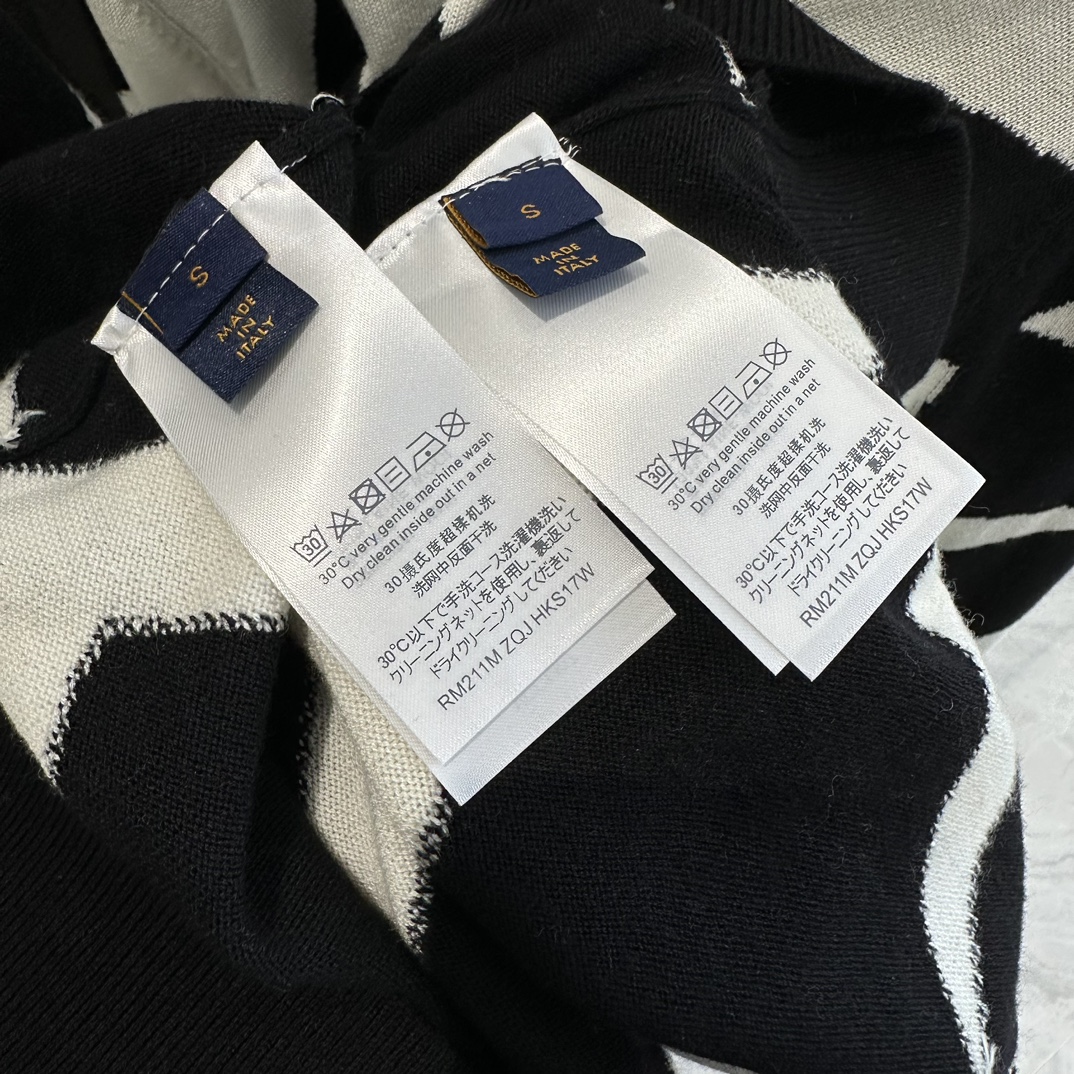 S
MADE
IN
ITALY
30
30°C very gentle machine wash
Dry clean inside out in a net
30摄氏度超揉机洗
洗网中反面干洗
30°C以下で手洗コース洗濯機洗い
クリーニングネットを使用し、裏返して
ドライクリーニングしてください
RM211M ZQJ HKS17W
S
MADE
IN
ITALY
30
30°C very gentle machine wash
Dry clean inside out in a net
30摄氏度超揉机洗
洗网中反面干洗
30°C以下で手洗コース洗濯機洗い
クリーニングネットを使用し、裏返して
ドライクリーニングしてください
RM211M ZQJ HKS17W